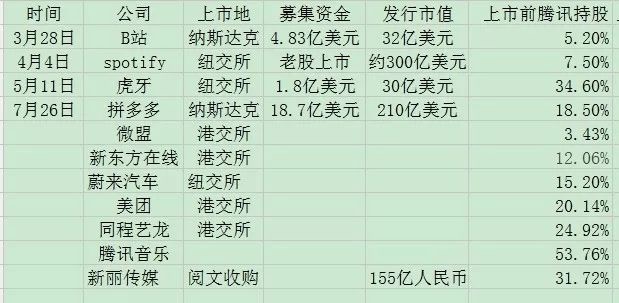 时间 公司 上市地 募集资金 发行市值 上市前腾讯持股
3月28日 B站 纳斯达克 4.83亿美元 32亿美元 5.20%
4月4日 spotify 纽交所 老股上市 约300亿美元 7.50%
5月11日 虎牙 纽交所 1.8亿美元 30亿美元 34.60%
7月26日 拼多多 纳斯达克 18.7亿美元 210亿美元 18.50%
微盟 港交所 3.43%
新东方在线 港交所 12.06%
蔚来汽车 纽交所 15.20%
美团 港交所 20.14%
同程艺龙 港交所 24.92%
腾讯音乐 53.76%
新丽传媒 阅文收购 155亿人民币 31.72%